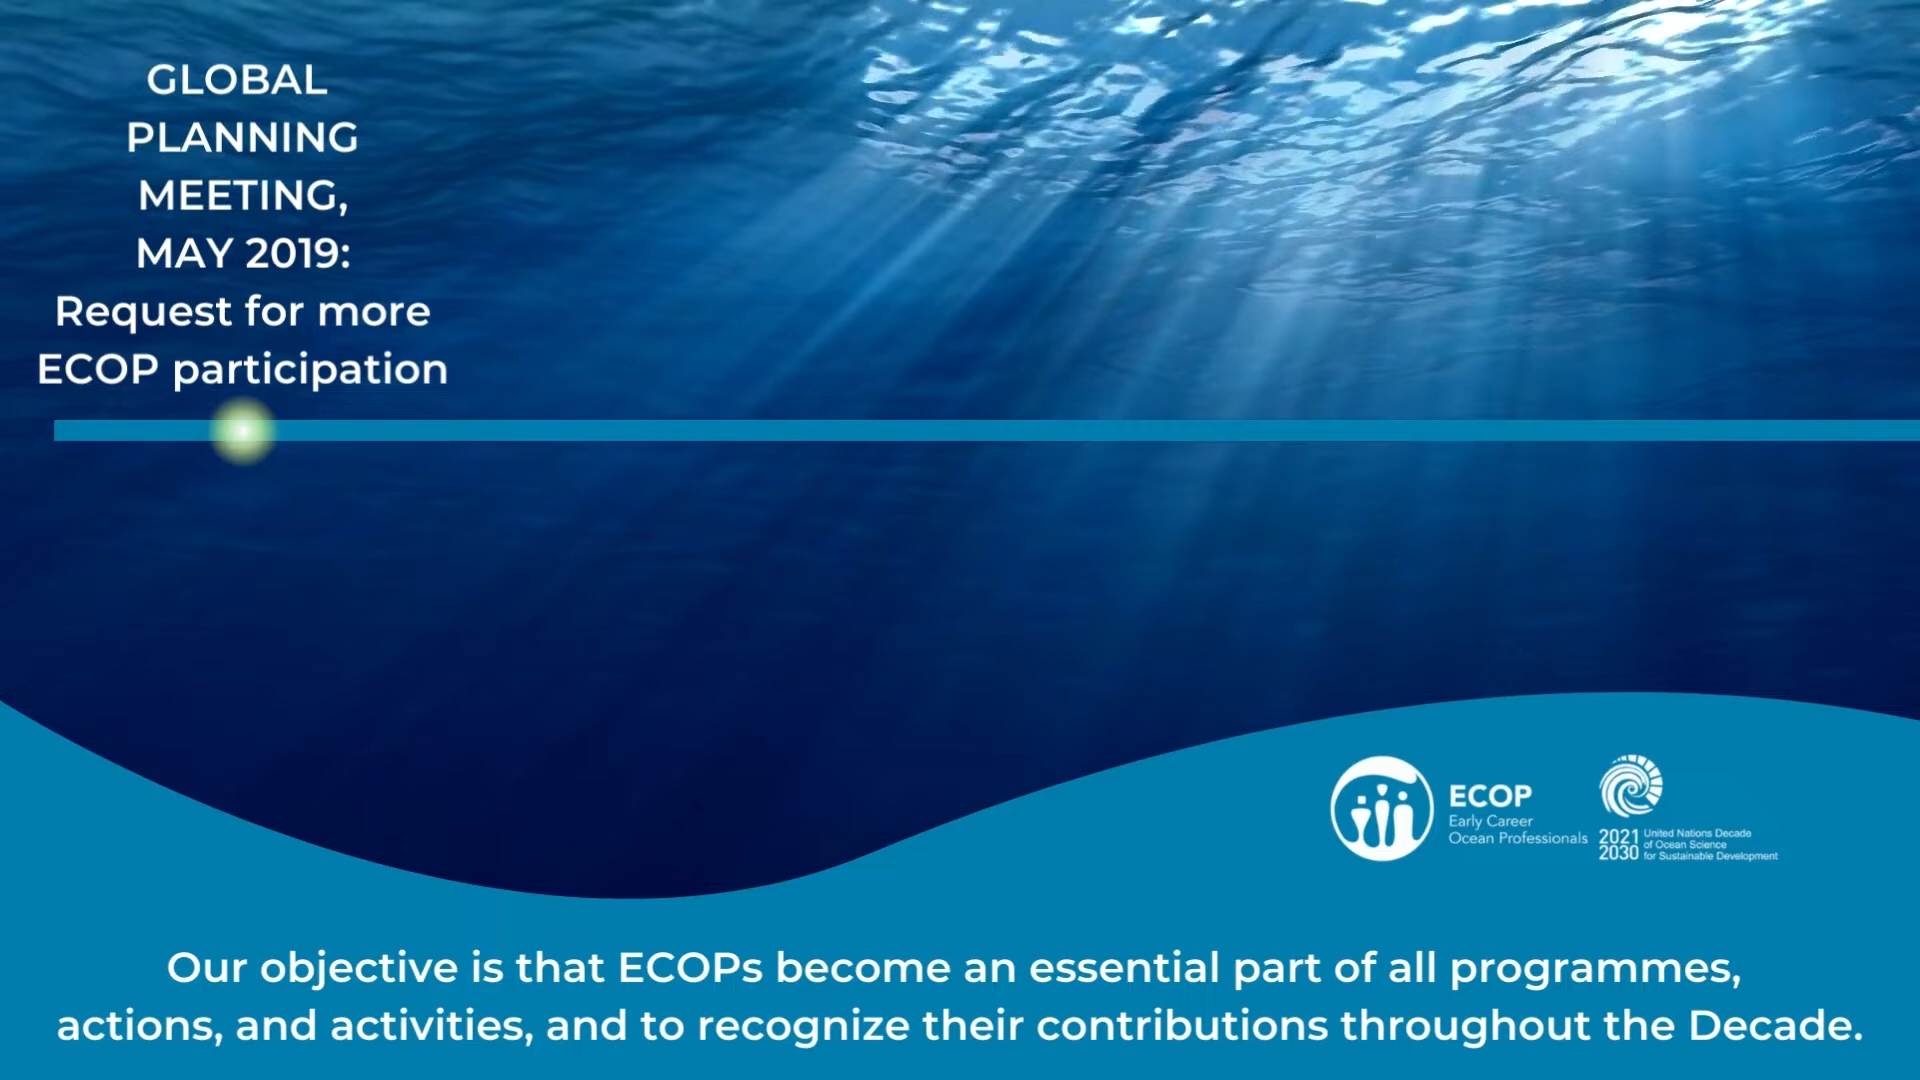 GLOBAL
PLANNING
MEETING,
MAY 2019:
Request for more
ECOP participation
ECOP
Early Career
Ocean Professionals
2021
2030
United Nations Decade
of Ocean Science
for Sustainable Development
Our objective is that ECOPs become an essential part of all programmes,
actions, and activities, and to recognize their contributions throughout the Decade.